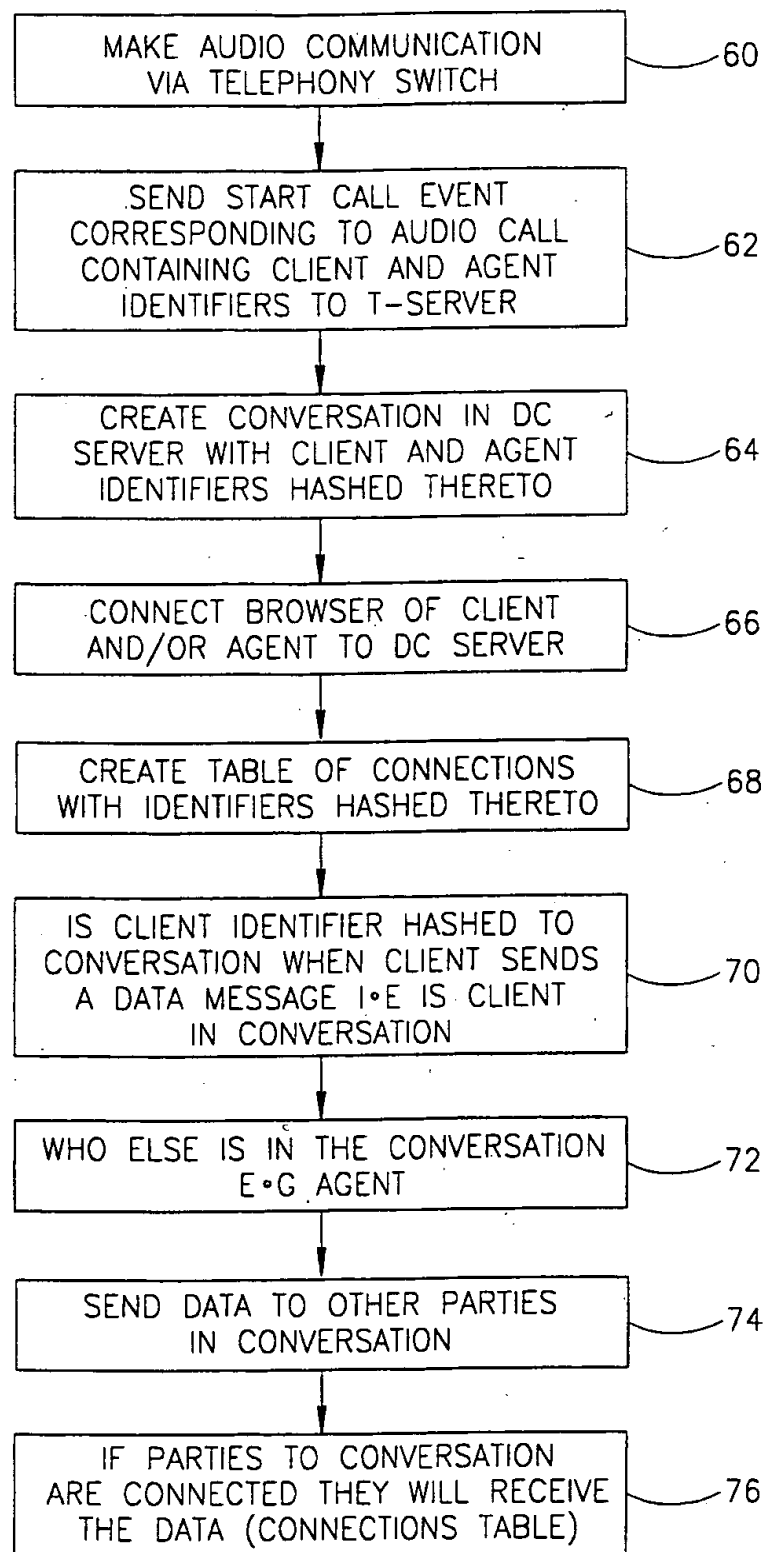 MAKE AUDIO COMMUNICATION
VIA TELEPHONY SWITCH
60
SEND START CALL EVENT
CORRESPONDING TO AUDIO CALL
CONTAINING CLIENT AND AGENT
IDENTIFIERS TO T-SERVER
62
CREATE CONVERSATION IN DC
SERVER WITH CLIENT AND AGENT
IDENTIFIERS HASHED THERETO
64
CONNECT BROWSER OF CLIENT
AND/OR AGENT TO DC SERVER
66
CREATE TABLE OF CONNECTIONS
WITH IDENTIFIERS HASHED THERETO
68
IS CLIENT IDENTIFIER HASHED TO
CONVERSATION WHEN CLIENT SENDS
A DATA MESSAGE I•E IS CLIENT
IN CONVERSATION
70
WHO ELSE IS IN THE CONVERSATION
E•G AGENT
72
SEND DATA TO OTHER PARTIES
IN CONVERSATION
74
IF PARTIES TO CONVERSATION
ARE CONNECTED THEY WILL RECEIVE
THE DATA (CONNECTIONS TABLE)
76